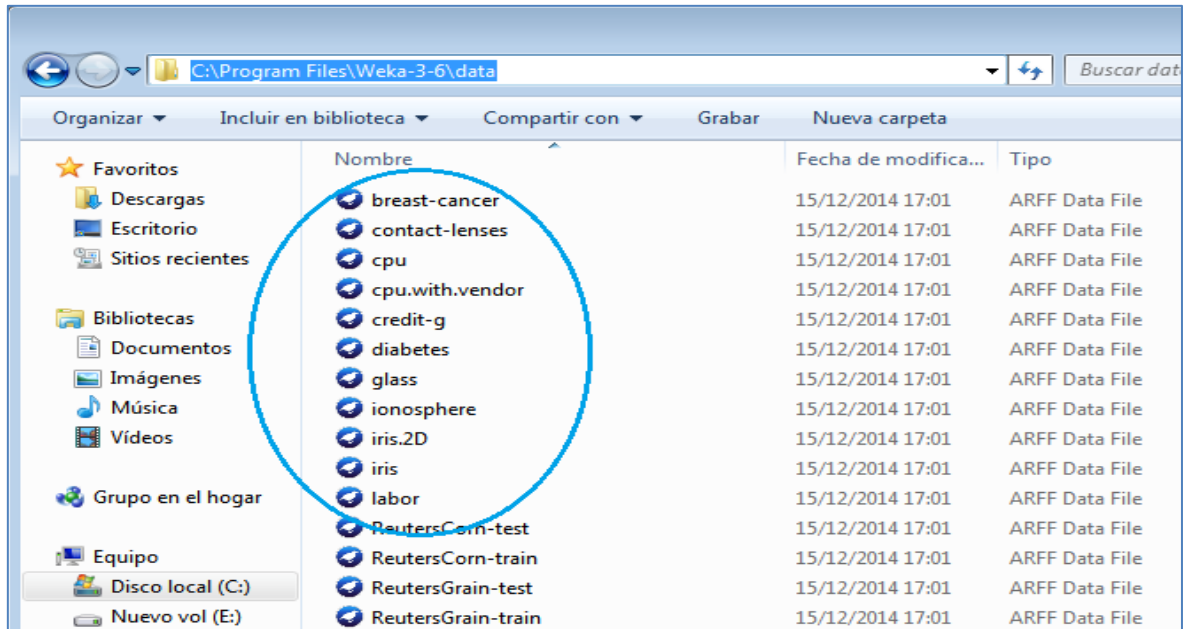 C:\Program Files\Weka-3-6\data
Buscar dat
Organizar
Incluir en biblioteca
Compartir con
Grabar
Nueva carpeta
Favoritos
Descargas
Escritorio
Sitios recientes
Bibliotecas
Documentos
Imágenes
Música
Vídeos
Grupo en el hogar
Equipo
Disco local (C:)
Nuevo vol (E:)
Nombre Fecha de modifica... Tipo
breast-cancer 15/12/2014 17:01 ARFF Data File
contact-lenses 15/12/2014 17:01 ARFF Data File
cpu 15/12/2014 17:01 ARFF Data File
cpu.with.vendor 15/12/2014 17:01 ARFF Data File
credit-g 15/12/2014 17:01 ARFF Data File
diabetes 15/12/2014 17:01 ARFF Data File
glass 15/12/2014 17:01 ARFF Data File
ionosphere 15/12/2014 17:01 ARFF Data File
iris.2D 15/12/2014 17:01 ARFF Data File
iris 15/12/2014 17:01 ARFF Data File
labor 15/12/2014 17:01 ARFF Data File
ReutersCorn-test 15/12/2014 17:01 ARFF Data File
ReutersCorn-train 15/12/2014 17:01 ARFF Data File
ReutersGrain-test 15/12/2014 17:01 ARFF Data File
ReutersGrain-train 15/12/2014 17:01 ARFF Data File